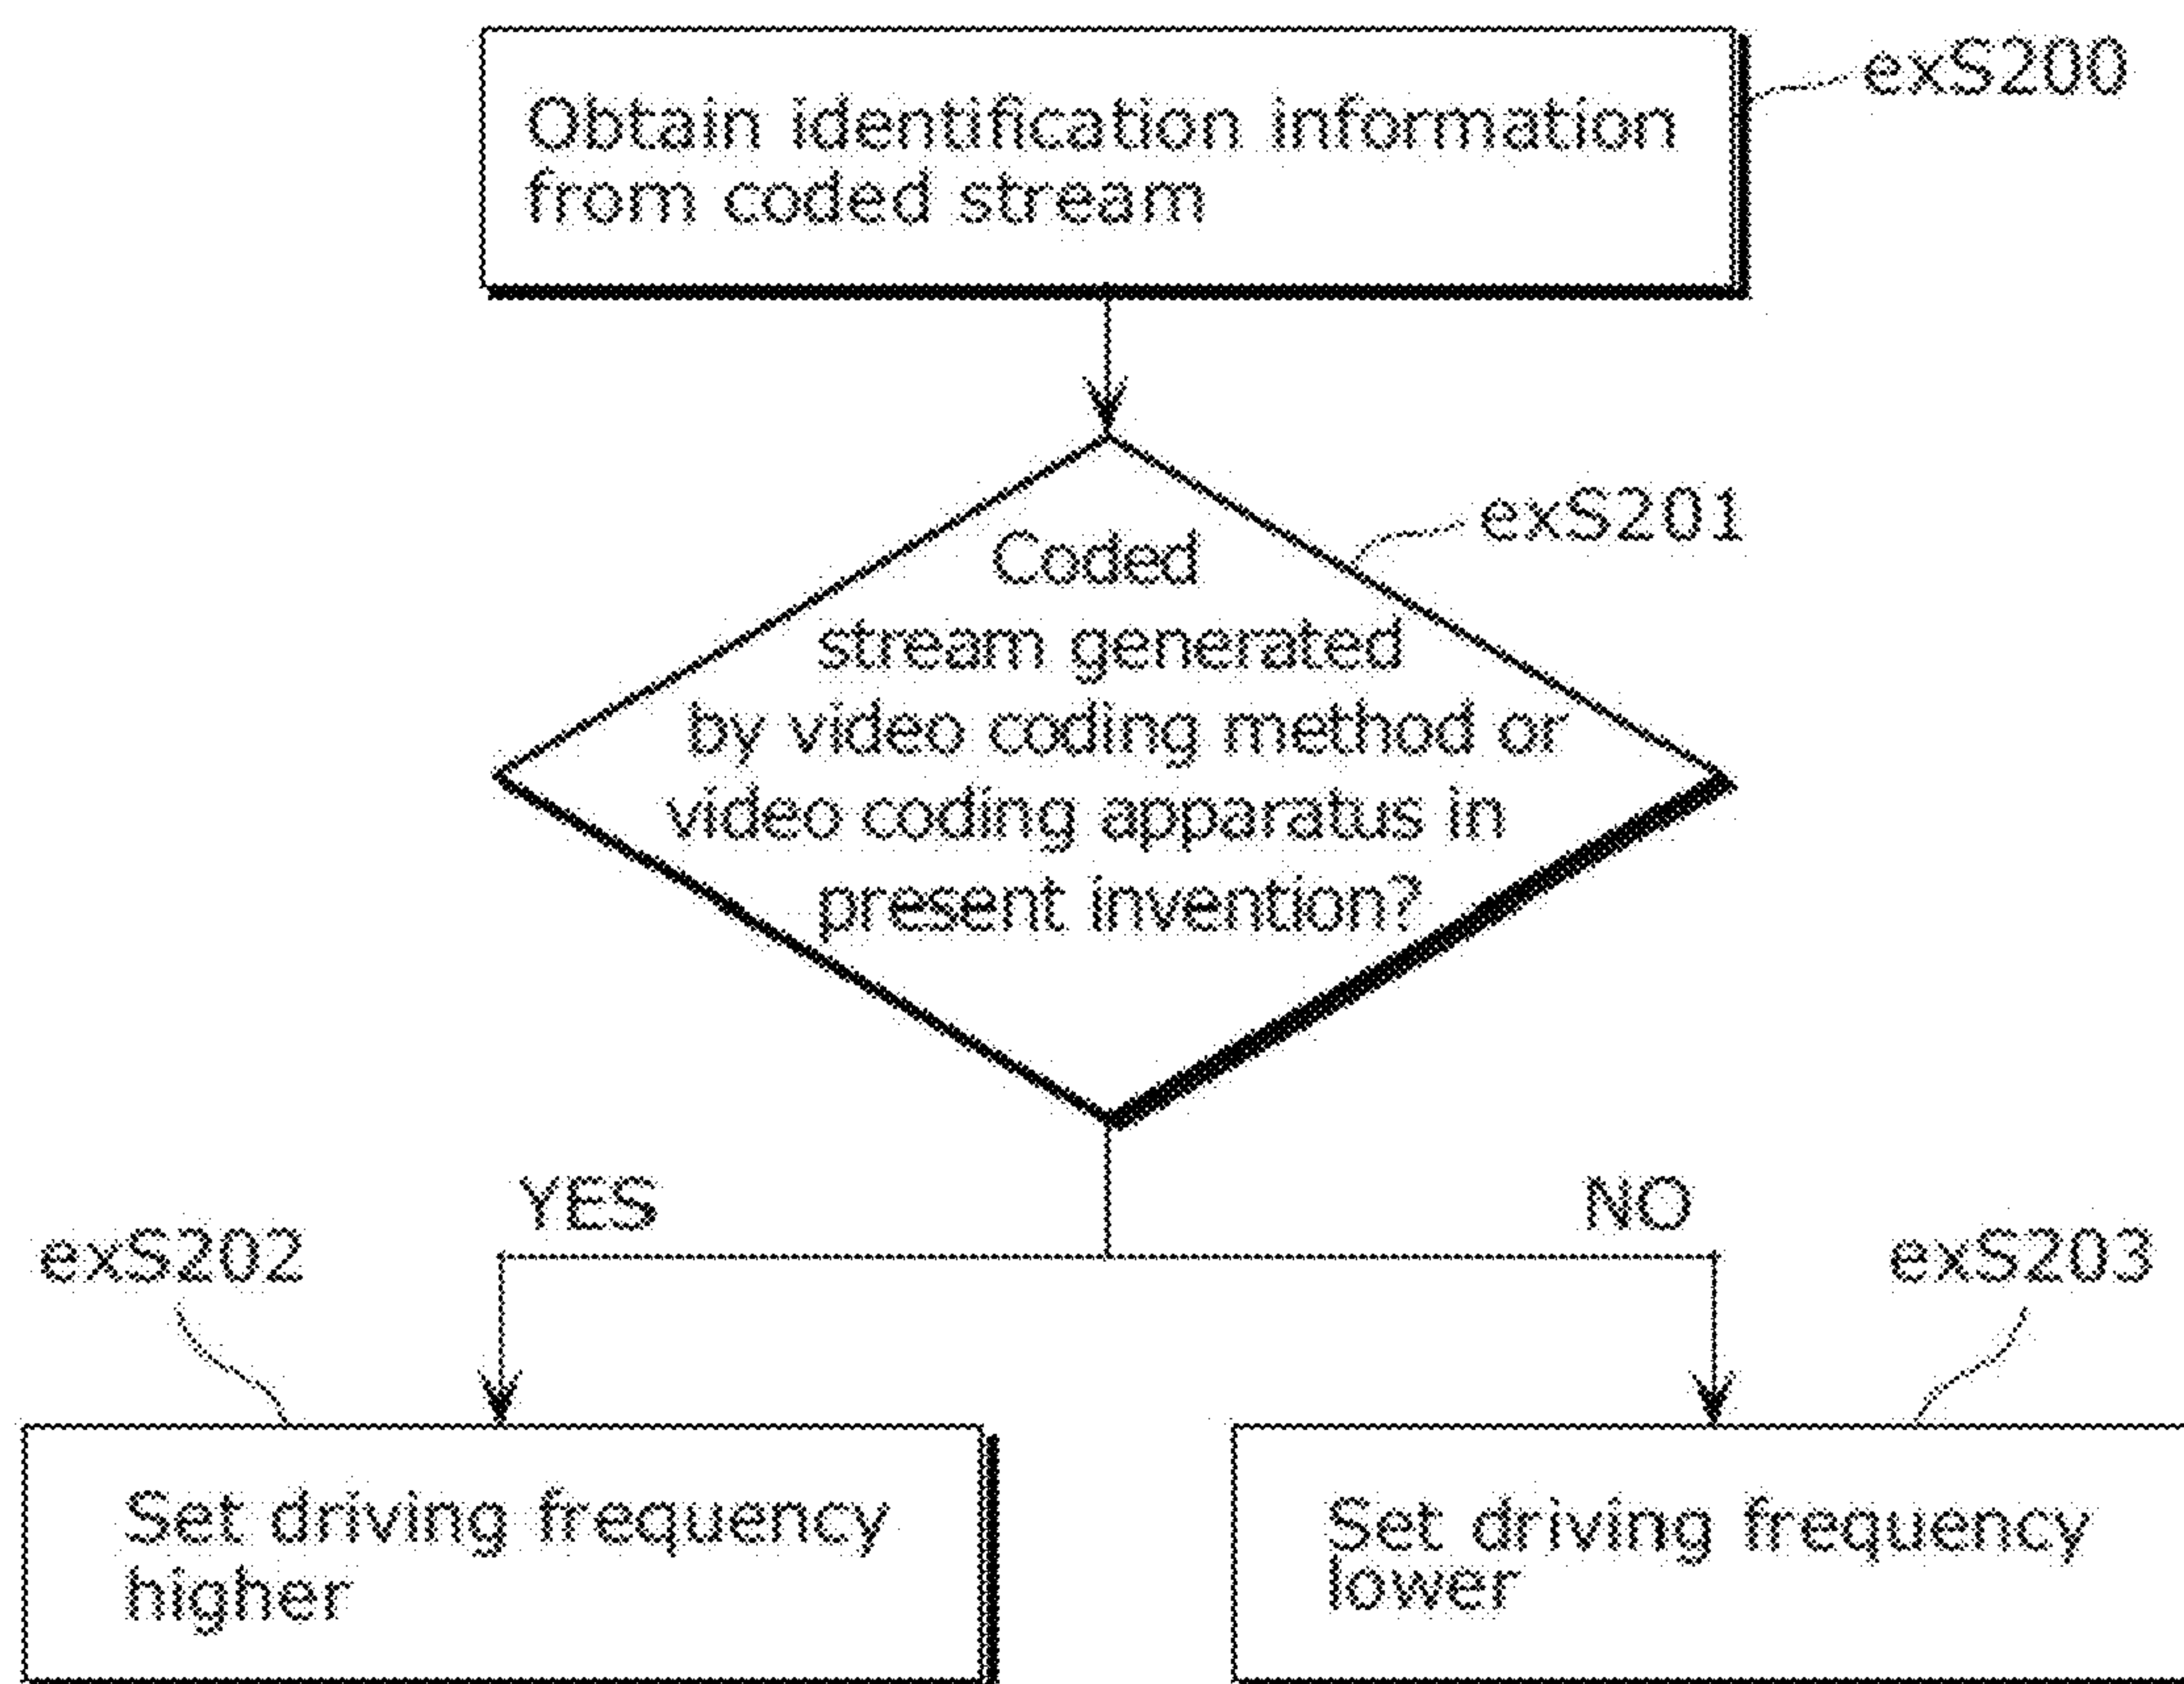 exS200
Obtain identification information
from coded stream
exS201
Coded
stream generated
by video coding method or
video coding apparatus in
present invention?
YES
NO
exS202
exS203
Set driving frequency
higher
Set driving frequency
lower